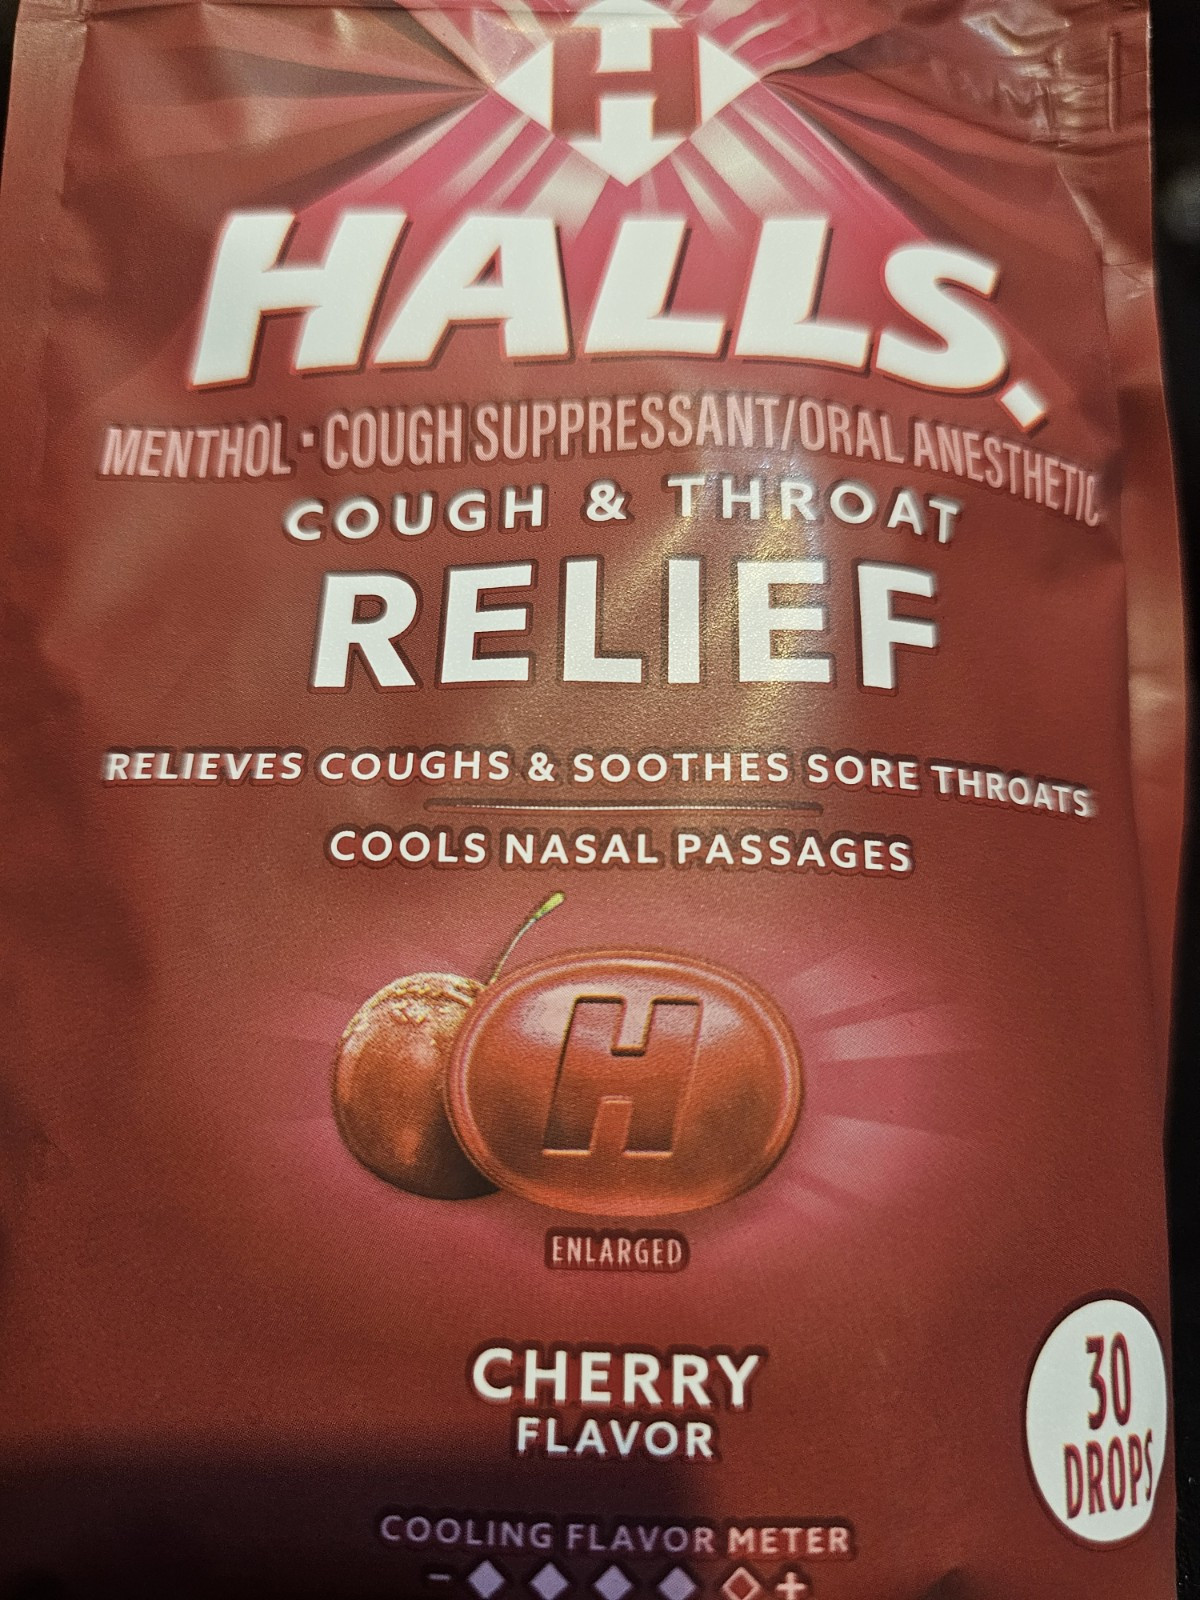 H
HALLS.
MENTHOL • COUGH SUPPRESSANT/ORAL ANESTHETIC
COUGH & THROAT
RELIEF
RELIEVES COUGHS & SOOTHES SORE THROATS
COOLS NASAL PASSAGES
H
ENLARGED
CHERRY
FLAVOR
30
DROPS
COOLING FLAVOR METER
- +